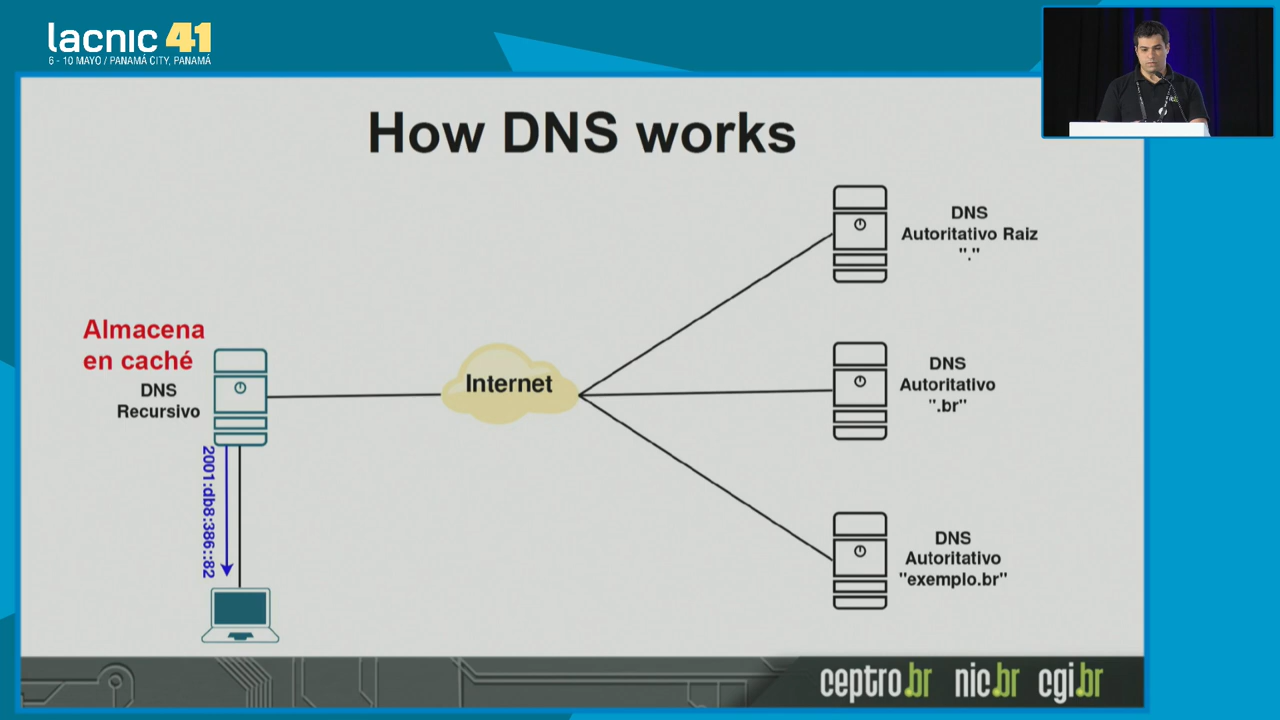 lacnic 41
6 - 10 MAYO / PANAMÁ CITY, PANAMÁ
How DNS works
DNS
Autoritativo Raiz
"."
Almacena
en caché
DNS
Recursivo
Internet
DNS
Autoritativo
".br"
2001:db8:386::82
DNS
Autoritativo
"exemplo.br"
ceptro.br nic.br cgi.br